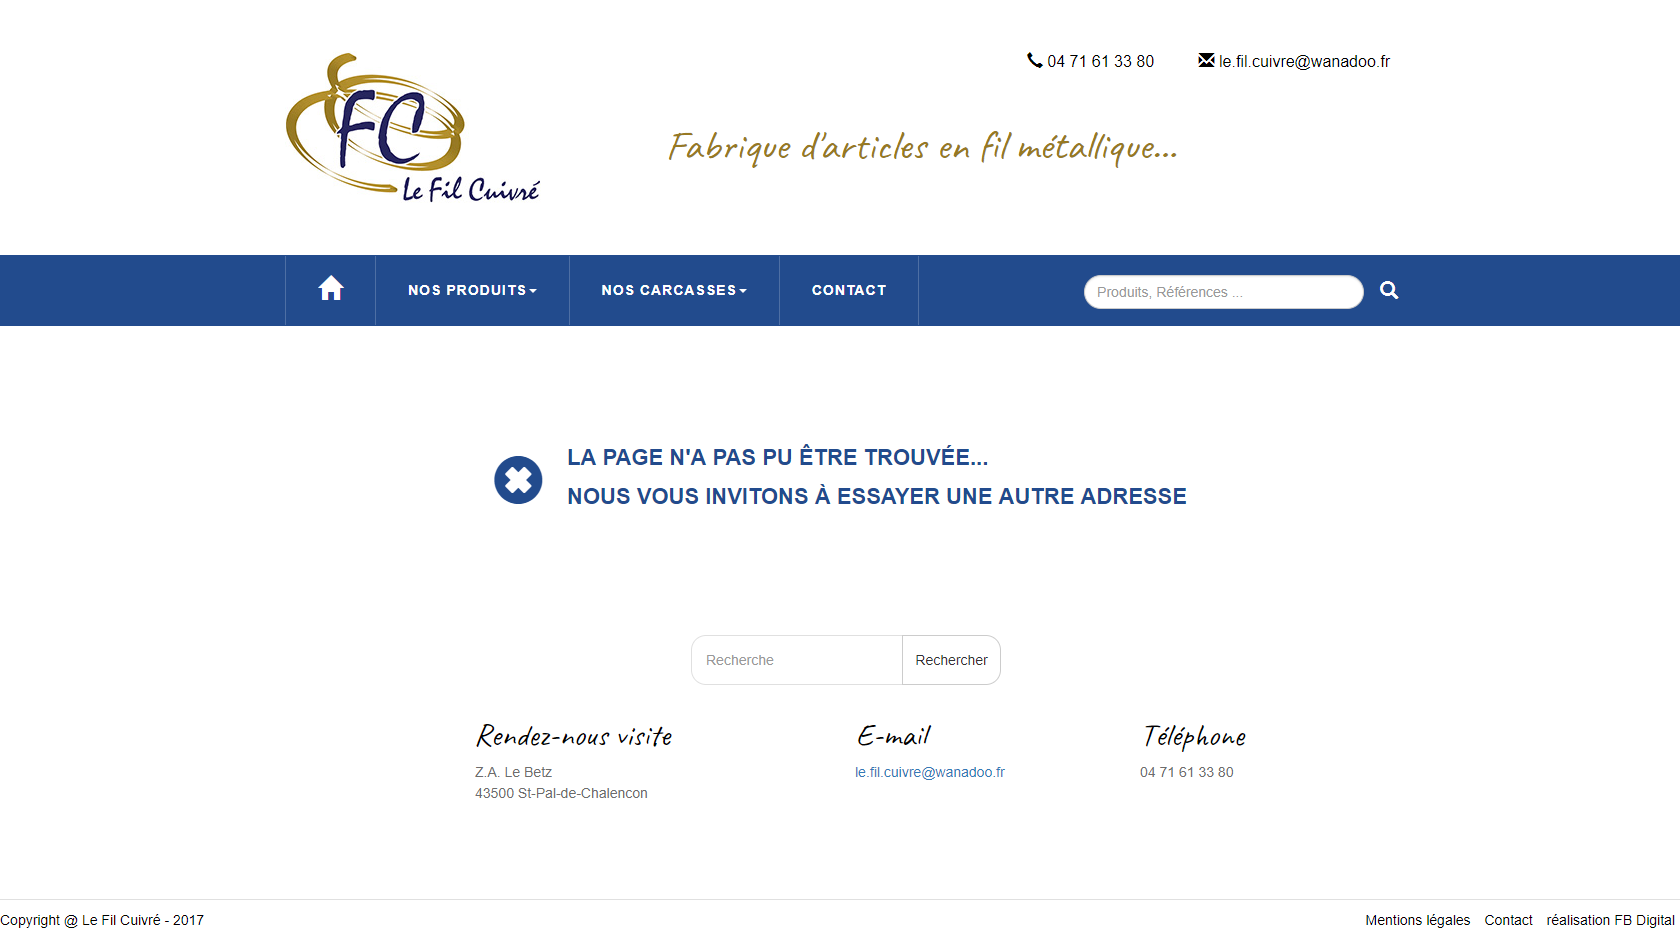 04 71 61 33 80
le.fil.cuivre@wanadoo.fr
FC
Le Fil Cuivré
Fabrique d'articles en fil métallique...
NOS PRODUITS
NOS CARCASSES
CONTACT
Produits, Références ...
LA PAGE N'A PAS PU ÊTRE TROUVÉE...
NOUS VOUS INVITONS À ESSAYER UNE AUTRE ADRESSE
Recherche
Rechercher
Rendez-nous visite
Z.A. Le Betz
43500 St-Pal-de-Chalencon
E-mail
le.fil.cuivre@wanadoo.fr
Téléphone
04 71 61 33 80
Copyright @ Le Fil Cuivré - 2017
Mentions légales
Contact
réalisation FB Digital